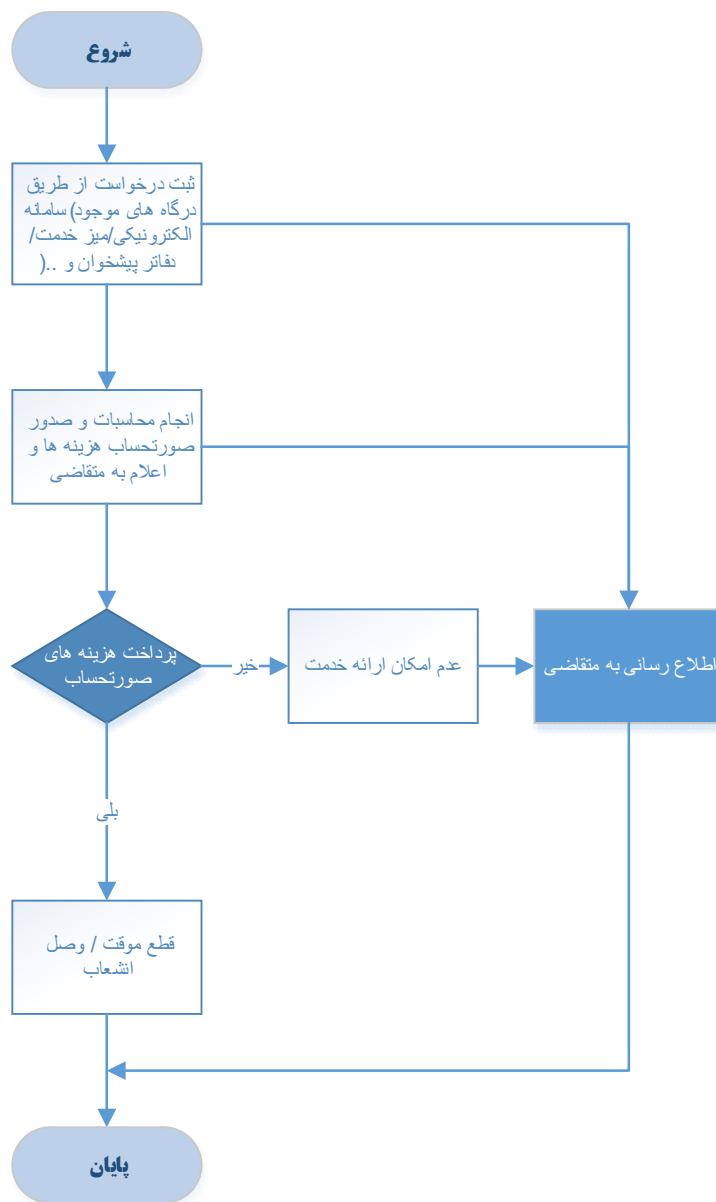 شروع
ثبت درخواست از طریق
درگاه های موجود)سامانه
الکترونیکی/میز خدمت/
دفاتر پیشخوان و ..(
انجام محاسبات و صدور
صورتحساب هزینه ها و
اعلام به متقاضی
پرداخت هزینه های
صورتحساب
خیر
عدم امکان ارائه خدمت
اطلاع رسانی به متقاضی
بلی
قطع موقت / وصل
انشعاب
پایان